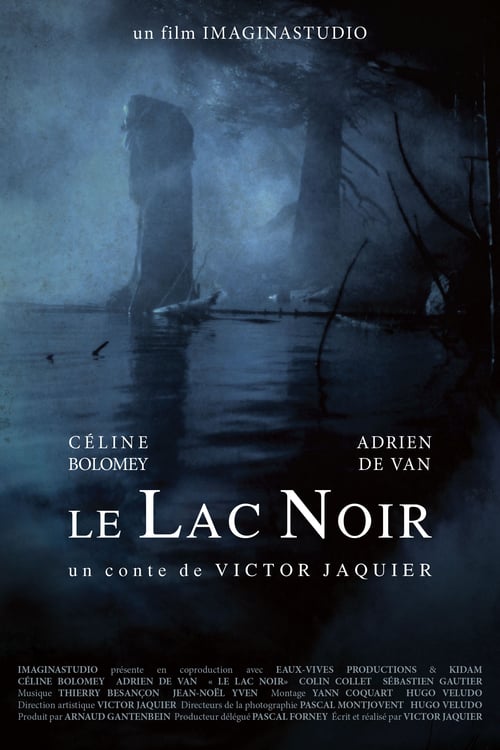 un film IMAGINASTUDIO
CÉLINE BOLOMEY
ADRIEN DE VAN
LE LAC NOIR
un conte de VICTOR JAQUIER
IMAGINASTUDIO présente en coproduction avec EAUX-VIVES PRODUCTIONS & KIDAM
CÉLINE BOLOMEY ADRIEN DE VAN « LE LAC NOIR» COLIN COLLET SÉBASTIEN GAUTIER
Musique THIERRY BESANÇON JEAN-NOËL YVEN Montage YANN COQUART HUGO VELUDO
Direction artistique VICTOR JAQUIER Directeurs de la photographie PASCAL MONTJOVENT HUGO VELUDO
Produit par ARNAUD GANTENBEIN Producteur délégué PASCAL FORNEY Écrit et réalisé par VICTOR JAQUIER